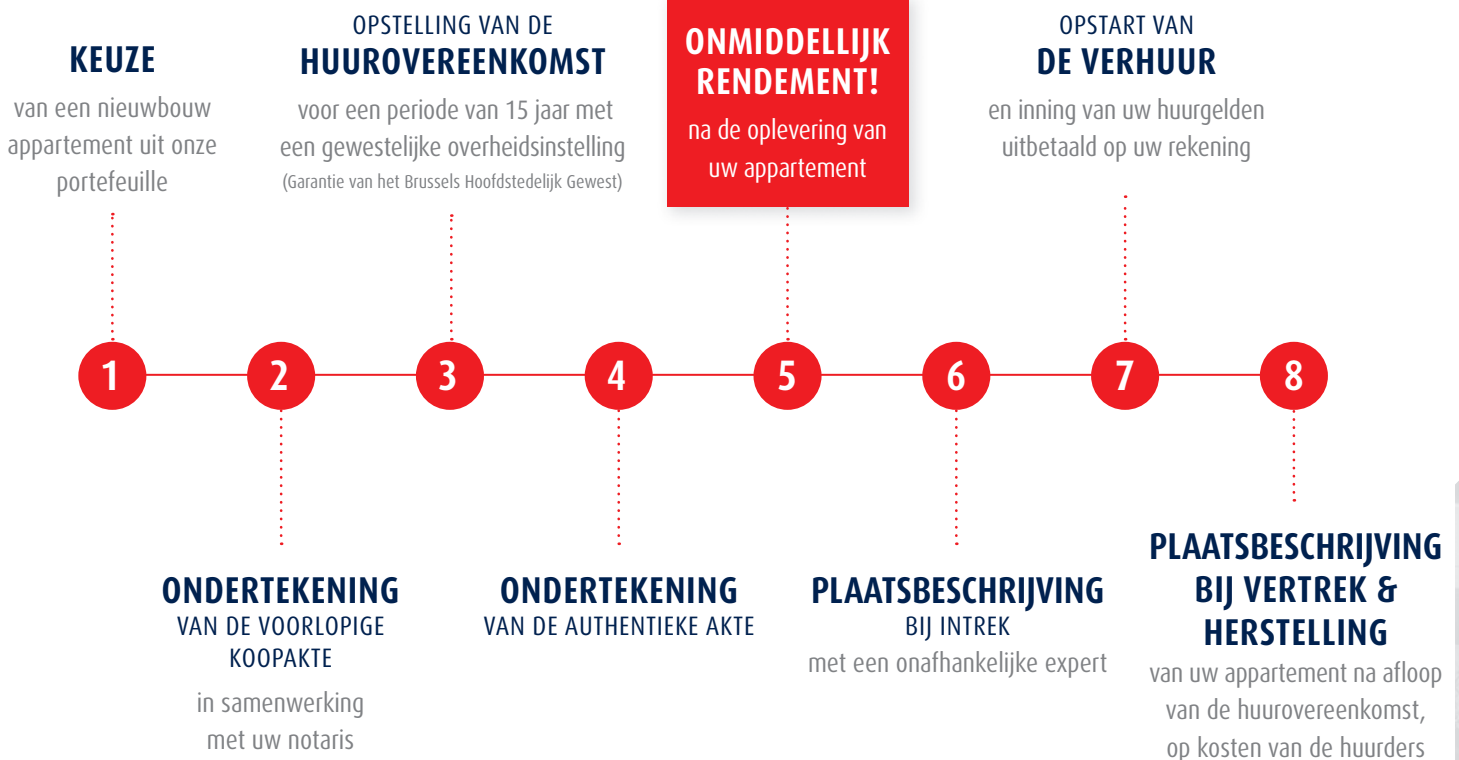 KEUZE
van een nieuwbouw
appartement uit onze
portefeuille
OPSTELLING VAN DE
HUUROVEREENKOMST
voor een periode van 15 jaar met
een gewestelijke overheidsinstelling
(Garantie van het Brussels Hoofdstedelijk Gewest)
ONMIDDELLIJK
RENDEMENT!
na de oplevering van
uw appartement
OPSTART VAN
DE VERHUUR
en inning van uw huurgelden
uitbetaald op uw rekening
1 2 3 4 5 6 7 8
ONDERTEKENING
VAN DE VOORLOPIGE
KOOPAKTE
in samenwerking
met uw notaris
ONDERTEKENING
VAN DE AUTHENTIEKE AKTE
PLAATSBESCHRIJVING
BIJ INTREK
met een onafhankelijke expert
PLAATSBESCHRIJVING
BIJ VERTREK &
HERSTELLING
van uw appartement na afloop
van de huurovereenkomst,
op kosten van de huurders